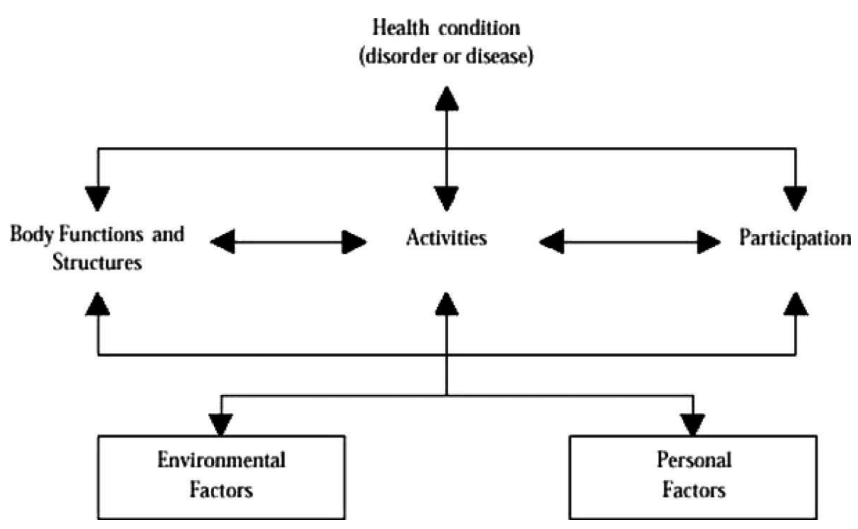 Health condition
(disorder or disease)
Body Functions and
Structures
Activities
Participation
Environmental
Factors
Personal
Factors